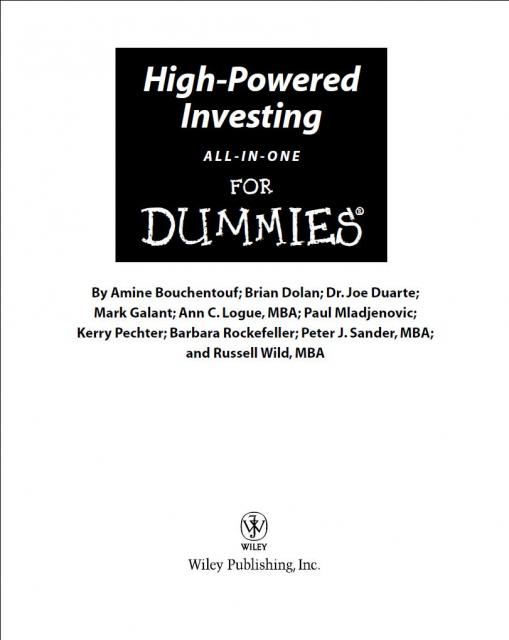 High-Powered
Investing
ALL-IN-ONE
FOR
DUMMIES®
By Amine Bouchentouf; Brian Dolan; Dr. Joe Duarte;
Mark Galant; Ann C. Logue, MBA; Paul Mladjenovic;
Kerry Pechter; Barbara Rockefeller; Peter J. Sander, MBA;
and Russell Wild, MBA
WILEY
Wiley Publishing, Inc.